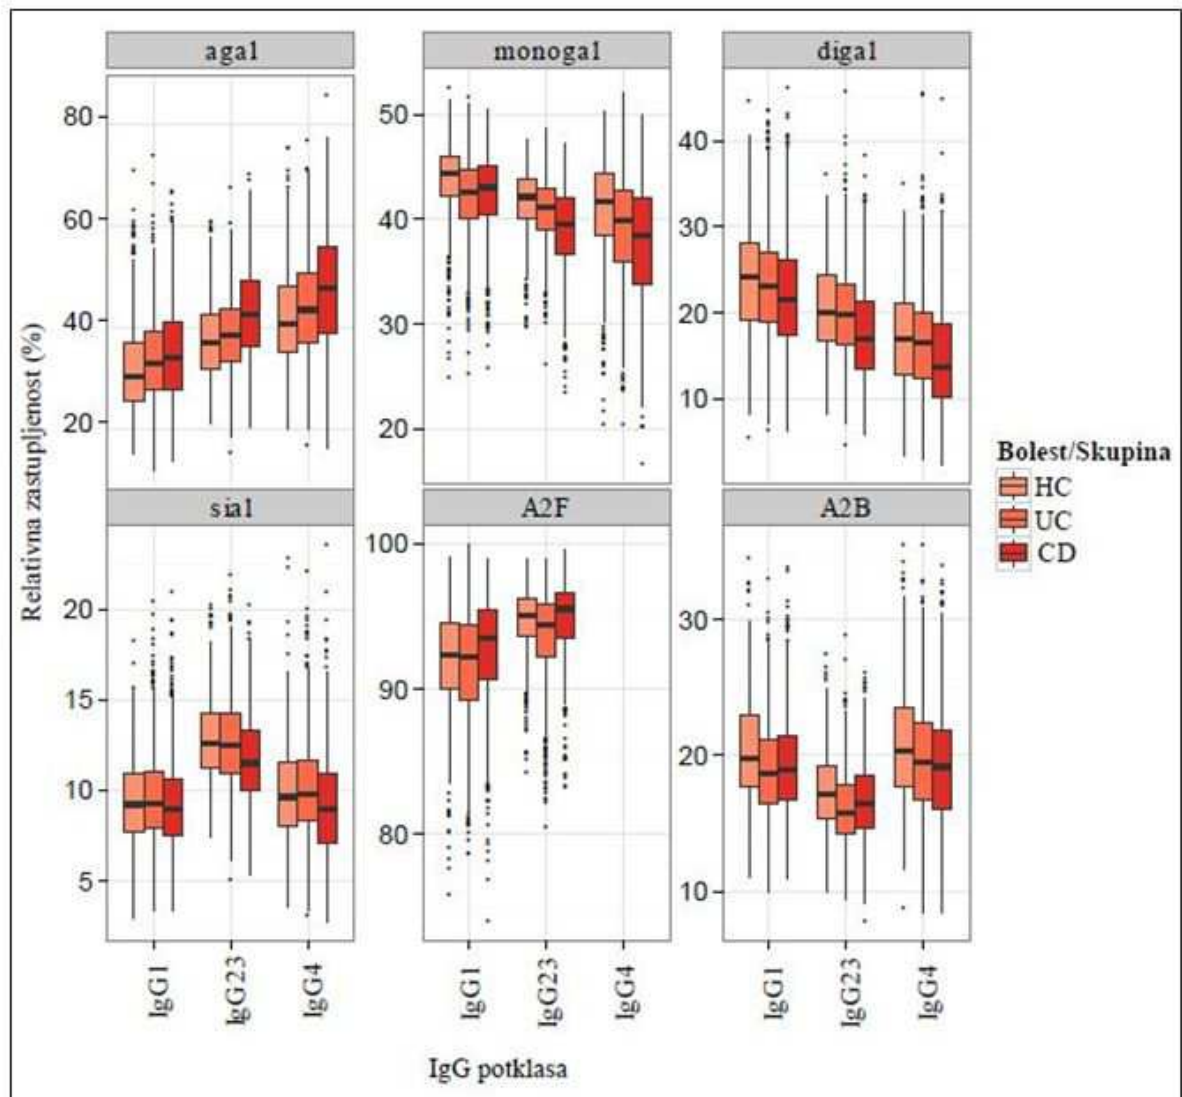 aga1
monoga1
diga1
80
60
40
20
50
40
30
20
40
30
20
10
Relativna zastupljenost (%)
sia1
A2F
A2B
20
15
10
5
100
90
80
30
20
10
Bolest/Skupina
HC
UC
CD
IgG1
IgG23
IgG4
IgG1
IgG23
IgG4
IgG1
IgG23
IgG4
IgG potklasa